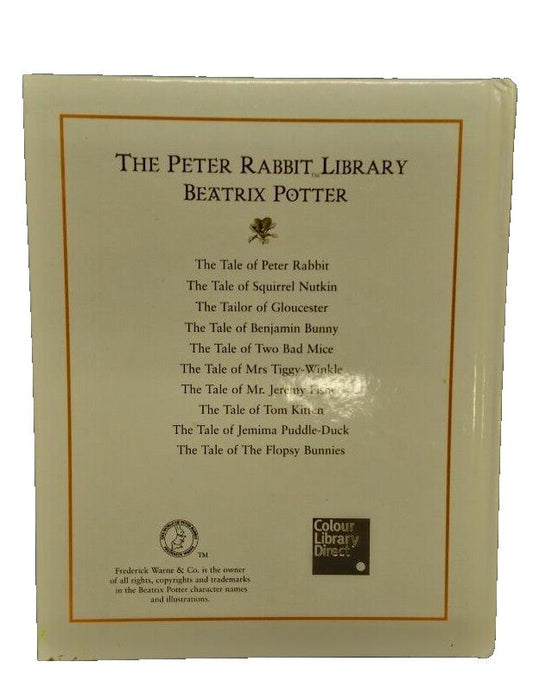 THE PETER RABBIT™ LIBRARY
BEATRIX POTTER
The Tale of Peter Rabbit
The Tale of Squirrel Nutkin
The Tailor of Gloucester
The Tale of Benjamin Bunny
The Tale of Two Bad Mice
The Tale of Mrs Tiggy-Winkle
The Tale of Mr. Jeremy
The Tale of Tom Kitten
The Tale of Jemima Puddle-Duck
The Tale of The Flopsy Bunnies
TM
Frederick Warne & Co. is the owner
of all rights, copyrights and trademarks
in the Beatrix Potter character names
and illustrations.
Colour
Library
Direct